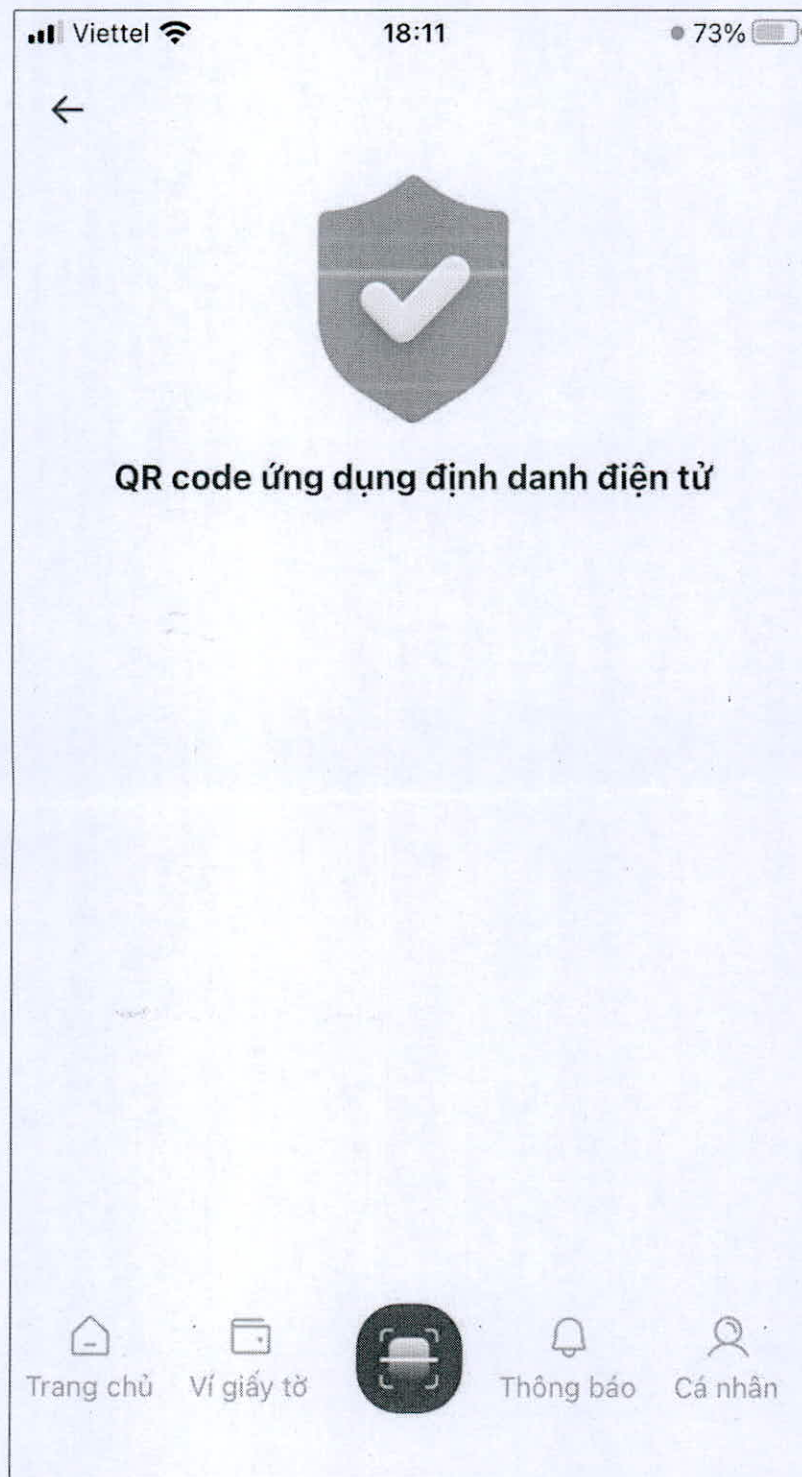 Viettel 18:11 73%
QR code ứng dụng định danh điện tử
Trang chủ Ví giấy tờ Thông báo Cá nhân